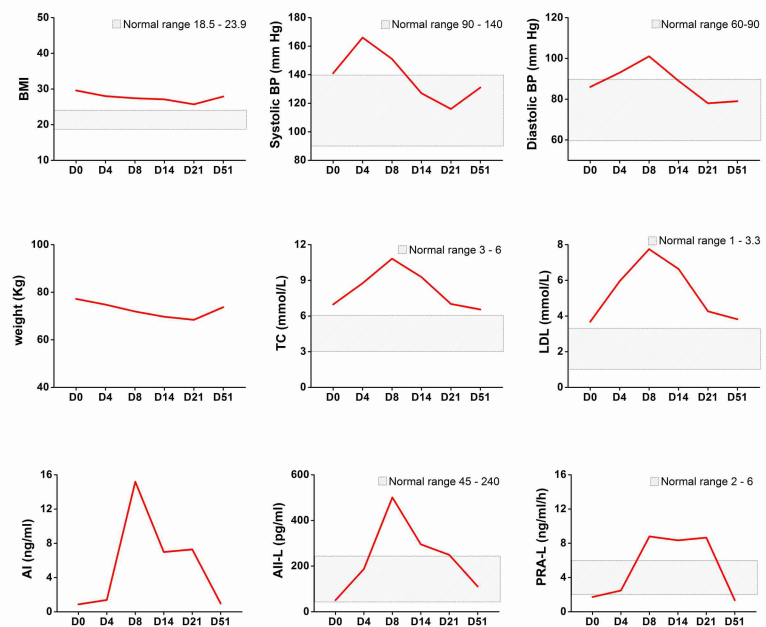 Normal range 18.5 - 23.9
BMI
50
40
30
20
10
D0 D4 D8 D14 D21 D51
Normal range 90 - 140
Systolic BP (mm Hg)
180
160
140
120
100
80
D0 D4 D8 D14 D21 D51
Normal range 60-90
Diastolic BP (mm Hg)
120
100
80
60
D0 D4 D8 D14 D21 D51
weight (Kg)
100
80
60
40
D0 D4 D8 D14 D21 D51
Normal range 3 - 6
TC (mmol/L)
12
9
6
3
0
D0 D4 D8 D14 D21 D51
Normal range 1 - 3.3
LDL (mmol/L)
8
6
4
2
0
D0 D4 D8 D14 D21 D51
AI (ng/ml)
16
12
8
4
0
D0 D4 D8 D14 D21 D51
Normal range 45 - 240
AII-L (pg/ml)
600
400
200
0
D0 D4 D8 D14 D21 D51
Normal range 2 - 6
PRA-L (ng/ml/h)
16
12
8
4
0
D0 D4 D8 D14 D21 D51